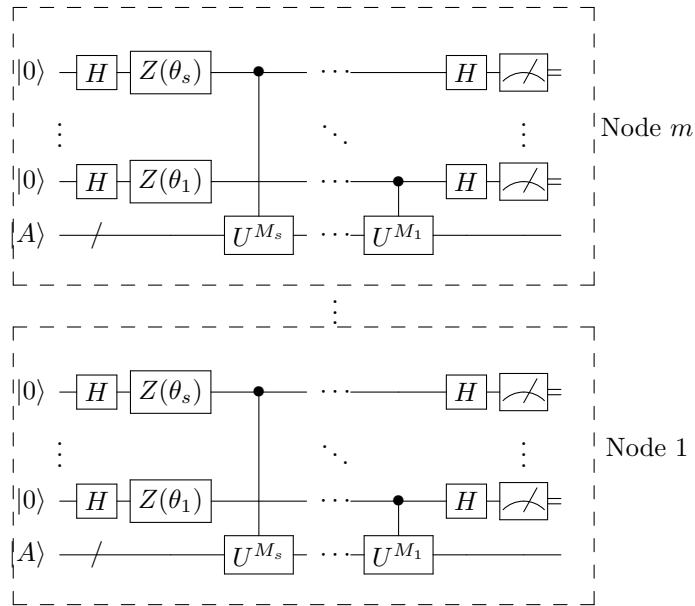 |0⟩ H Z(θ_s) ··· H
⋮ ⋱ ⋮ Node m
|0⟩ H Z(θ_1) ··· H
|A⟩ U^{M_s} ··· U^{M_1}
⋮
|0⟩ H Z(θ_s) ··· H
⋮ ⋱ ⋮ Node 1
|0⟩ H Z(θ_1) ··· H
|A⟩ U^{M_s} ··· U^{M_1}